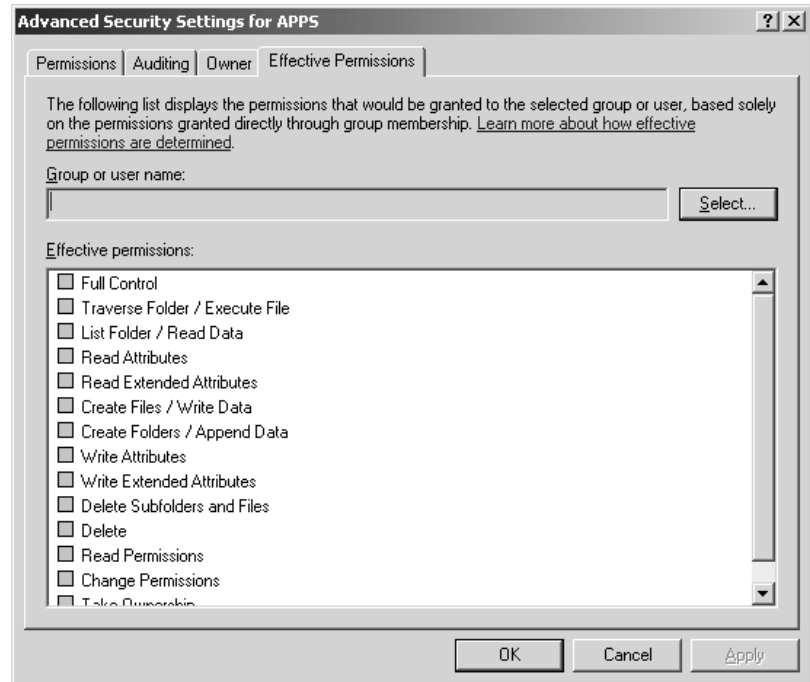 Advanced Security Settings for APPS
Permissions Auditing Owner Effective Permissions
The following list displays the permissions that would be granted to the selected group or user, based solely
on the permissions granted directly through group membership. Learn more about how effective
permissions are determined.
Group or user name:
Select...
Effective permissions:
Full Control
Traverse Folder / Execute File
List Folder / Read Data
Read Attributes
Read Extended Attributes
Create Files / Write Data
Create Folders / Append Data
Write Attributes
Write Extended Attributes
Delete Subfolders and Files
Delete
Read Permissions
Change Permissions
Take Ownership
OK Cancel Apply